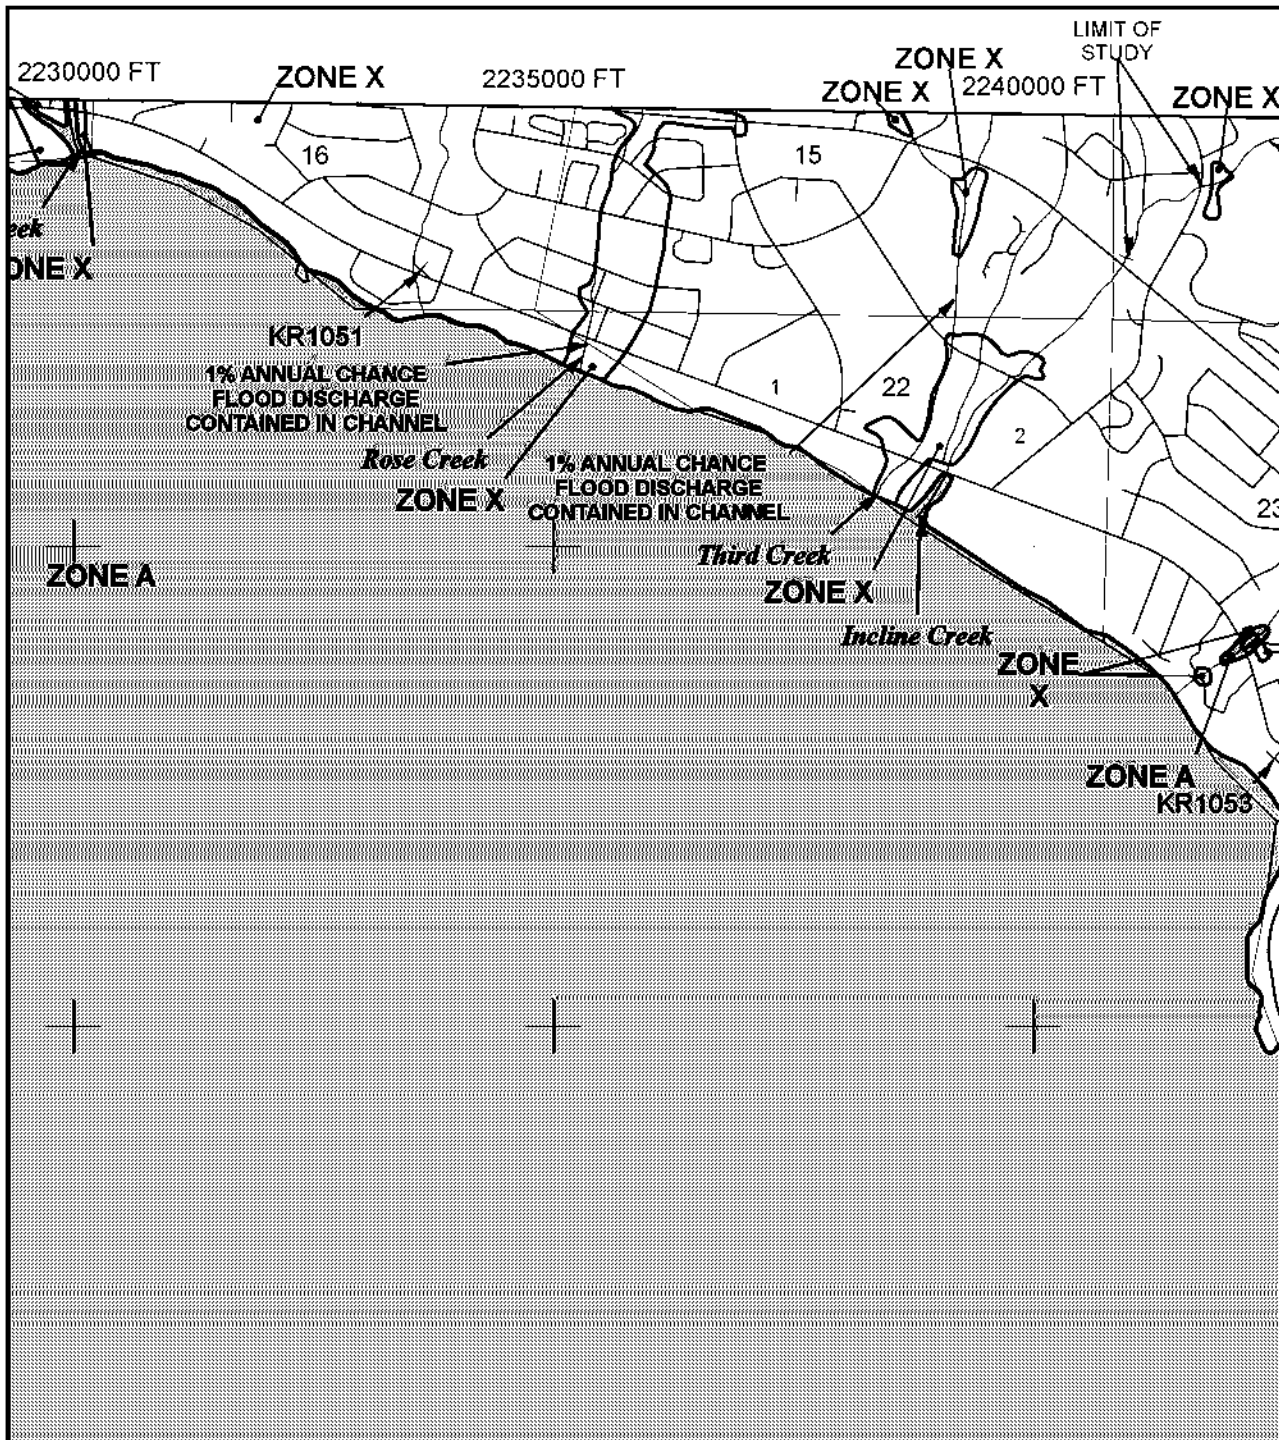 LIMIT OF
STUDY
2230000 FT
ZONE X
2235000 FT
ZONE X
ZONE X
2240000 FT
ZONE X
16
15
eek
ONE X
KR1051
1% ANNUAL CHANCE
FLOOD DISCHARGE
CONTAINED IN CHANNEL
1
22
2
Rose Creek
ZONE X
1% ANNUAL CHANCE
FLOOD DISCHARGE
CONTAINED IN CHANNEL
23
Third Creek
ZONE A
ZONE X
Incline Creek
ZONE
X
ZONE A
KR1053